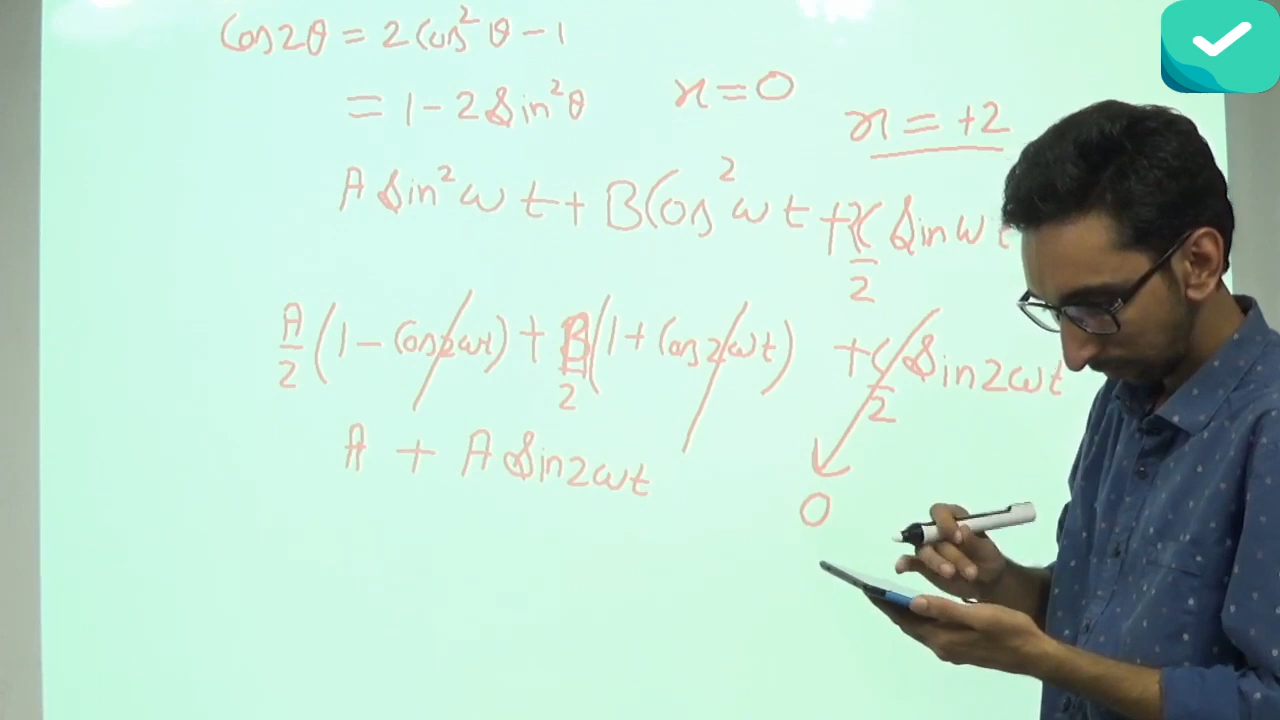 Cos2θ = 2Cos²θ - 1
= 1 - 2Sin²θ
x = 0
x = +2
A Sin²ωt + B Cos²ωt + C/2 Sinωt
A/2 (1 - Cos2ωt) + B/2 (1 + Cos2ωt) + C/2 Sin2ωt
A + A Sin2ωt
0